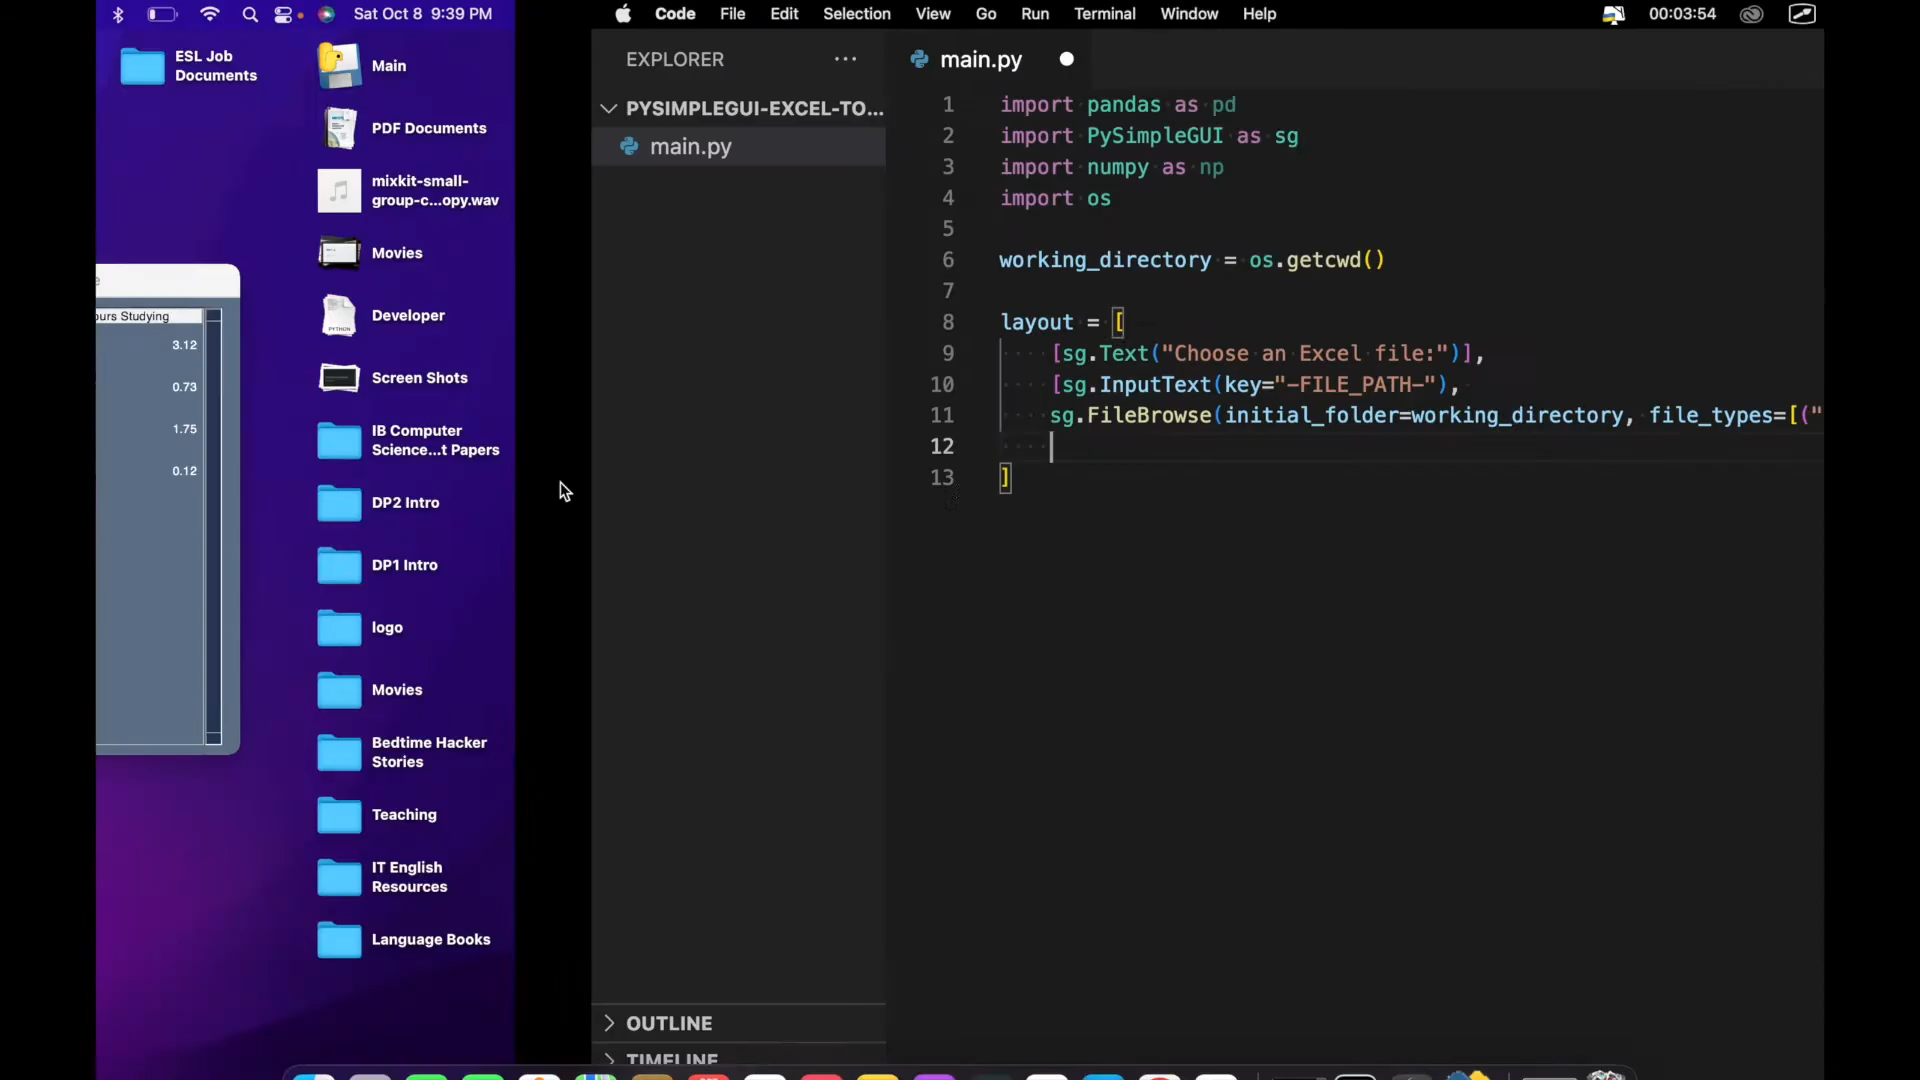 Sat Oct 8 9:39 PM
ESL Job
Documents
Main
PDF Documents
mixkit-small-
group-c...opy.wav
Movies
PYTHON
Developer
Screen Shots
IB Computer
Science...t Papers
DP2 Intro
DP1 Intro
logo
Movies
Bedtime Hacker
Stories
Teaching
IT English
Resources
Language Books
ours Studying
3.12
0.73
1.75
0.12
Code File Edit Selection View Go Run Terminal Window Help
00:03:54
EXPLORER
PYSIMPLEGUI-EXCEL-TO...
main.py
OUTLINE
TIMELINE
main.py
1 import pandas as pd
2 import PySimpleGUI as sg
3 import numpy as np
4 import os
5
6 working_directory = os.getcwd()
7
8 layout = [
9 [sg.Text("Choose an Excel file:")],
10 [sg.InputText(key="-FILE_PATH-"),
11 sg.FileBrowse(initial_folder=working_directory, file_types=[("
12
13 ]